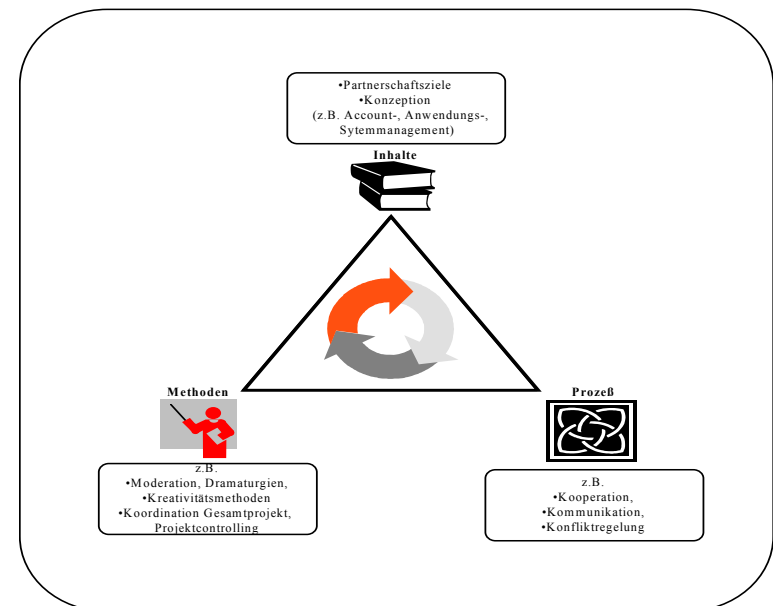 •Partnerschaftsziele
•Konzeption
(z.B. Account-, Anwendungs-,
Sytemmanagement)
Inhalte
Methoden
z.B.
•Moderation, Dramaturgien,
•Kreativitätsmethoden
•Koordination Gesamtprojekt,
Projektcontrolling
Prozeß
z.B.
•Kooperation,
•Kommunikation,
•Konfliktregelung